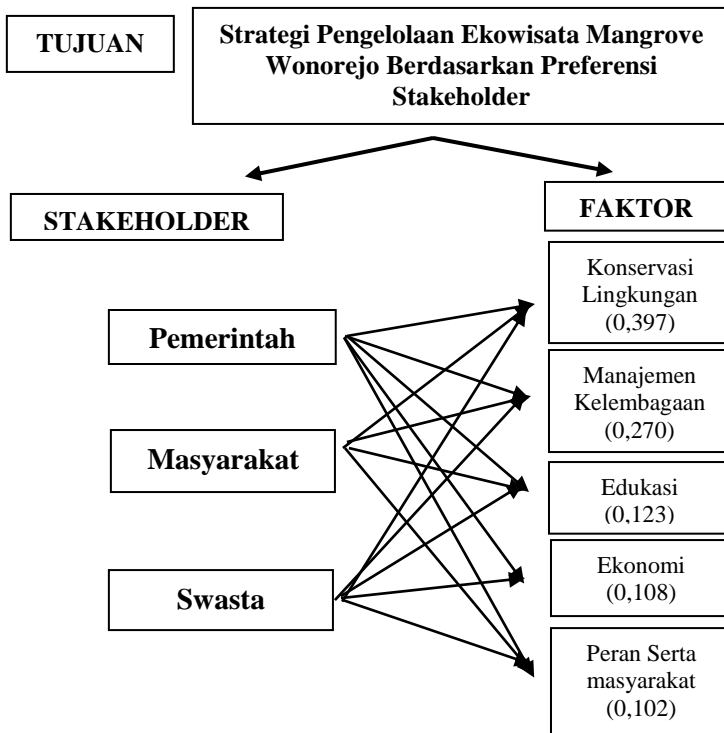 TUJUAN
Strategi Pengelolaan Ekowisata Mangrove
Wonorejo Berdasarkan Preferensi
Stakeholder
STAKEHOLDER
FAKTOR
Pemerintah
Masyarakat
Swasta
Konservasi
Lingkungan
(0,397)
Manajemen
Kelembagaan
(0,270)
Edukasi
(0,123)
Ekonomi
(0,108)
Peran Serta
masyarakat
(0,102)